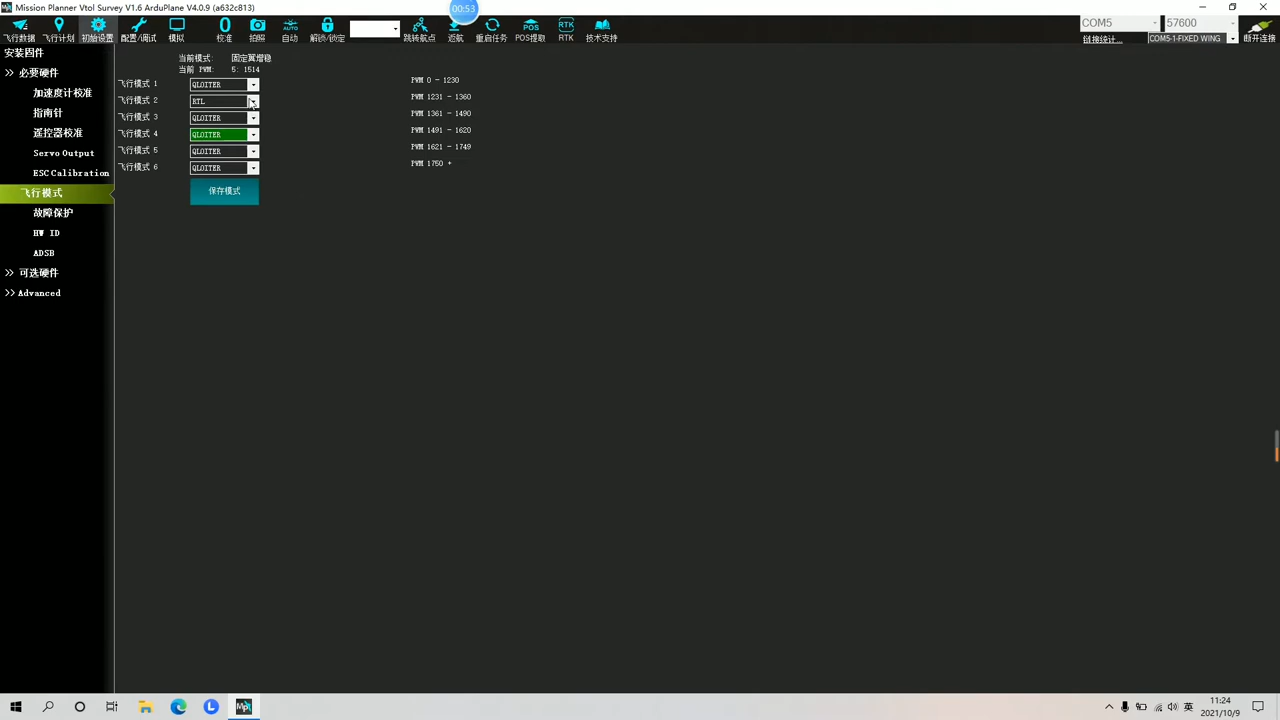 Mission Planner Vtol Survey V1.6 ArduPlane V4.0.9 (a632c813)
00:53
飞行数据 飞行计划 初始设置 配置/调试 模拟 校准 拍照 自动 解锁/锁定 跳转航点 返航 重启任务 POS提取 RTK 技术支持
AUTO
POS
RTK
COM5 57600
链接统计... COM5-1-FIXED WING 断开连接
安装固件
>> 必要硬件
加速度计校准
指南针
遥控器校准
Servo Output
ESC Calibration
飞行模式
故障保护
HW ID
ADSB
>> 可选硬件
>> Advanced
当前模式: 固定翼增稳
当前 PWM: 5: 1514
飞行模式 1 QLOITER PWM 0 - 1230
飞行模式 2 RTL PWM 1231 - 1360
飞行模式 3 QLOITER PWM 1361 - 1490
飞行模式 4 QLOITER PWM 1491 - 1620
飞行模式 5 QLOITER PWM 1621 - 1749
飞行模式 6 QLOITER PWM 1750 +
保存模式
英
11:24
2021/10/9